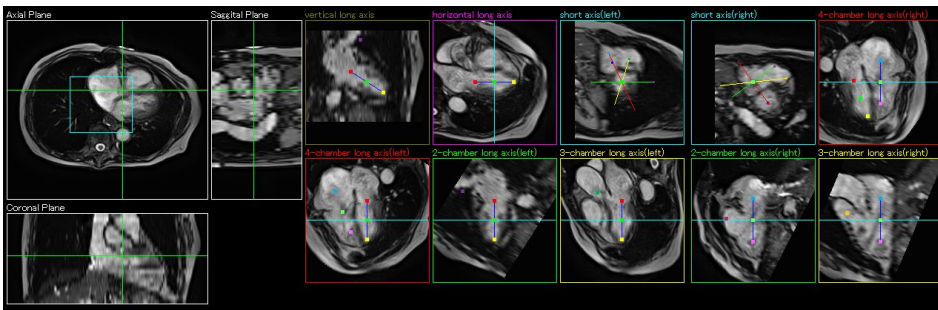 Axial Plane
Saggital Plane
vertical long axis
horizontal long axis
short axis(left)
short axis(right)
4-chamber long axis(right)
4-chamber long axis(left)
2-chamber long axis(left)
3-chamber long axis(left)
2-chamber long axis(right)
3-chamber long axis(right)
Coronal Plane